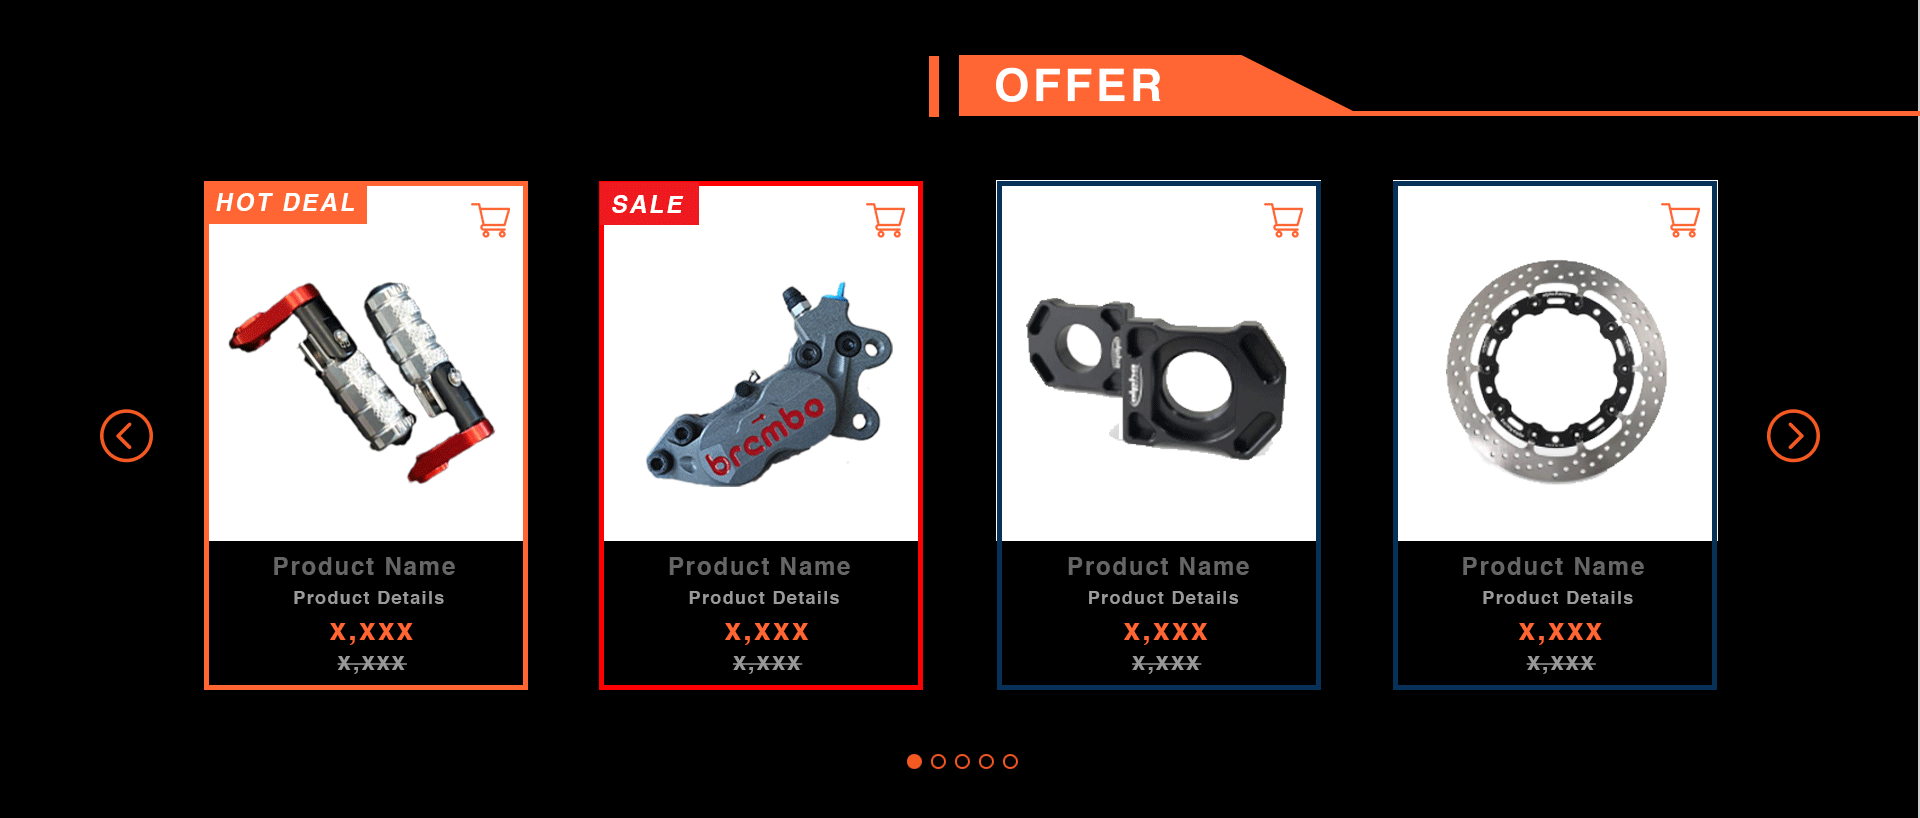 OFFER
HOT DEAL
SALE
brembo
alpha
Product Name
Product Details
x,xxx
x,xxx
Product Name
Product Details
x,xxx
x,xxx
Product Name
Product Details
x,xxx
x,xxx
Product Name
Product Details
x,xxx
x,xxx